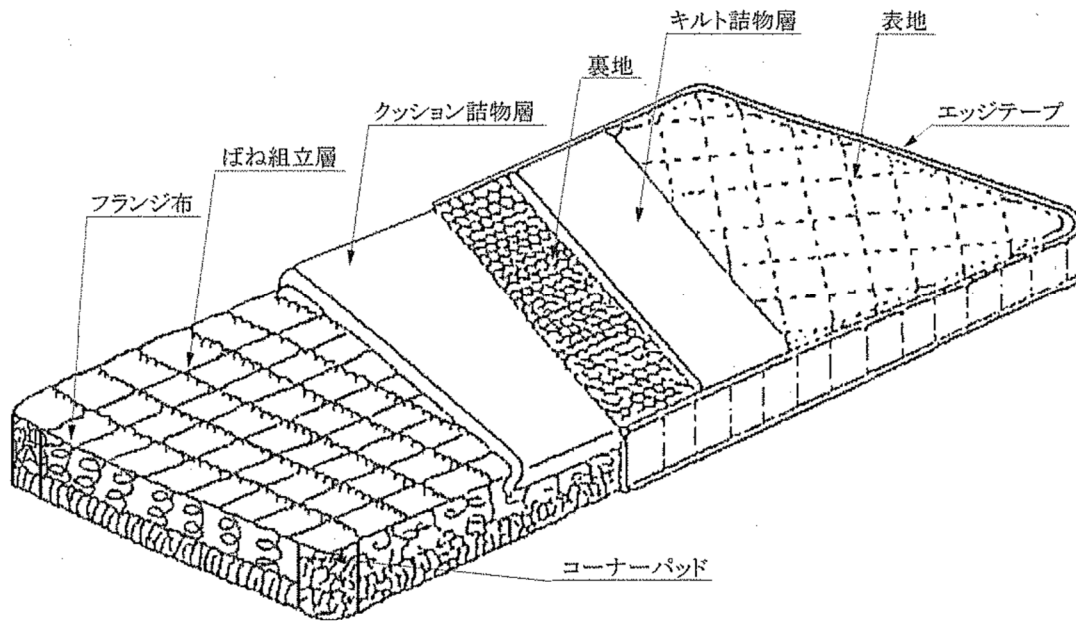 キルト詰物層
表地
裏地
クッション詰物層
エッジテープ
ばね組立層
フランジ布
コーナーパッド